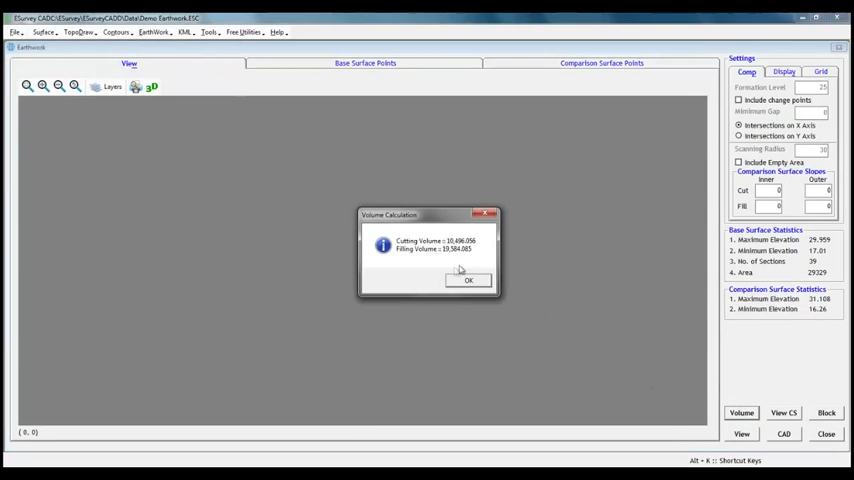 ESurvey CADC:\ESurvey\ESurveyCADD\Data\Demo Earthwork.ESC
File Surface TopoDraw Contours EarthWork KML Tools Free Utilities Help
Earthwork
View Base Surface Points Comparison Surface Points
Layers 3D
Settings
Comp Display Grid
Formation Level 25
Include change points
Mimimum Gap 0
Intersections on X Axis
Intersections on Y Axis
Scanning Radius 30
Include Empty Area
Comparison Surface Slopes
Inner Outer
Cut 0 0
Fill 0 0
Volume Calculation
Cutting Volume = 10,496.056
Filling Volume = 19,584.085
OK
Base Surface Statistics
1. Maximum Elevation 29.959
2. Minimum Elevation 17.01
3. No. of Sections 39
4. Area 29329
Comparison Surface Statistics
1. Maximum Elevation 31.108
2. Minimum Elevation 16.26
Volume View CS Block
View CAD Close
( 0, 0)
Alt + K :: Shortcut Keys